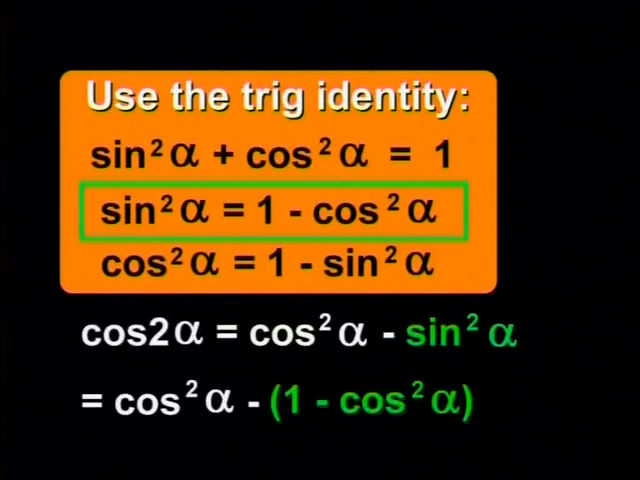 Use the trig identity:
sin²α + cos²α = 1
sin²α = 1 - cos²α
cos²α = 1 - sin²α
cos2α = cos²α - sin²α
= cos²α - (1 - cos²α)